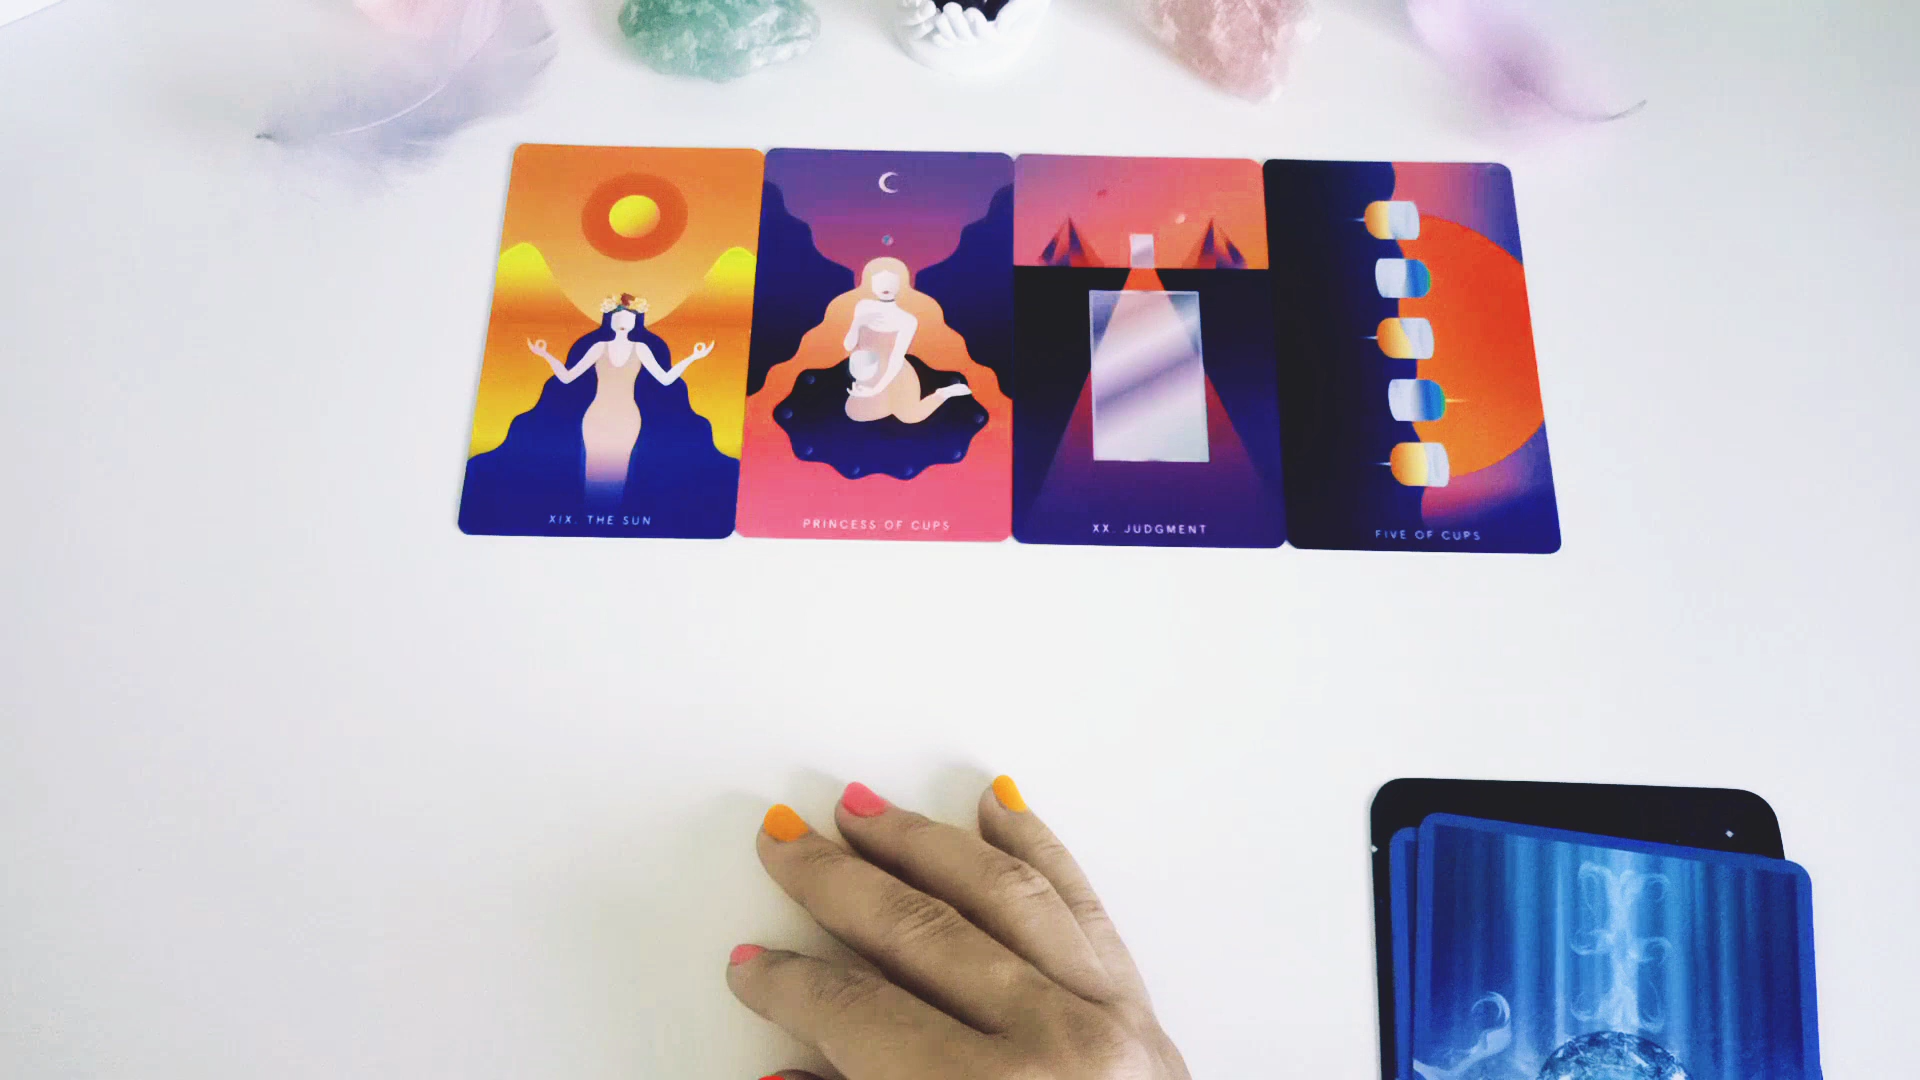 XIX. THE SUN
PRINCESS OF CUPS
XX. JUDGMENT
FIVE OF CUPS